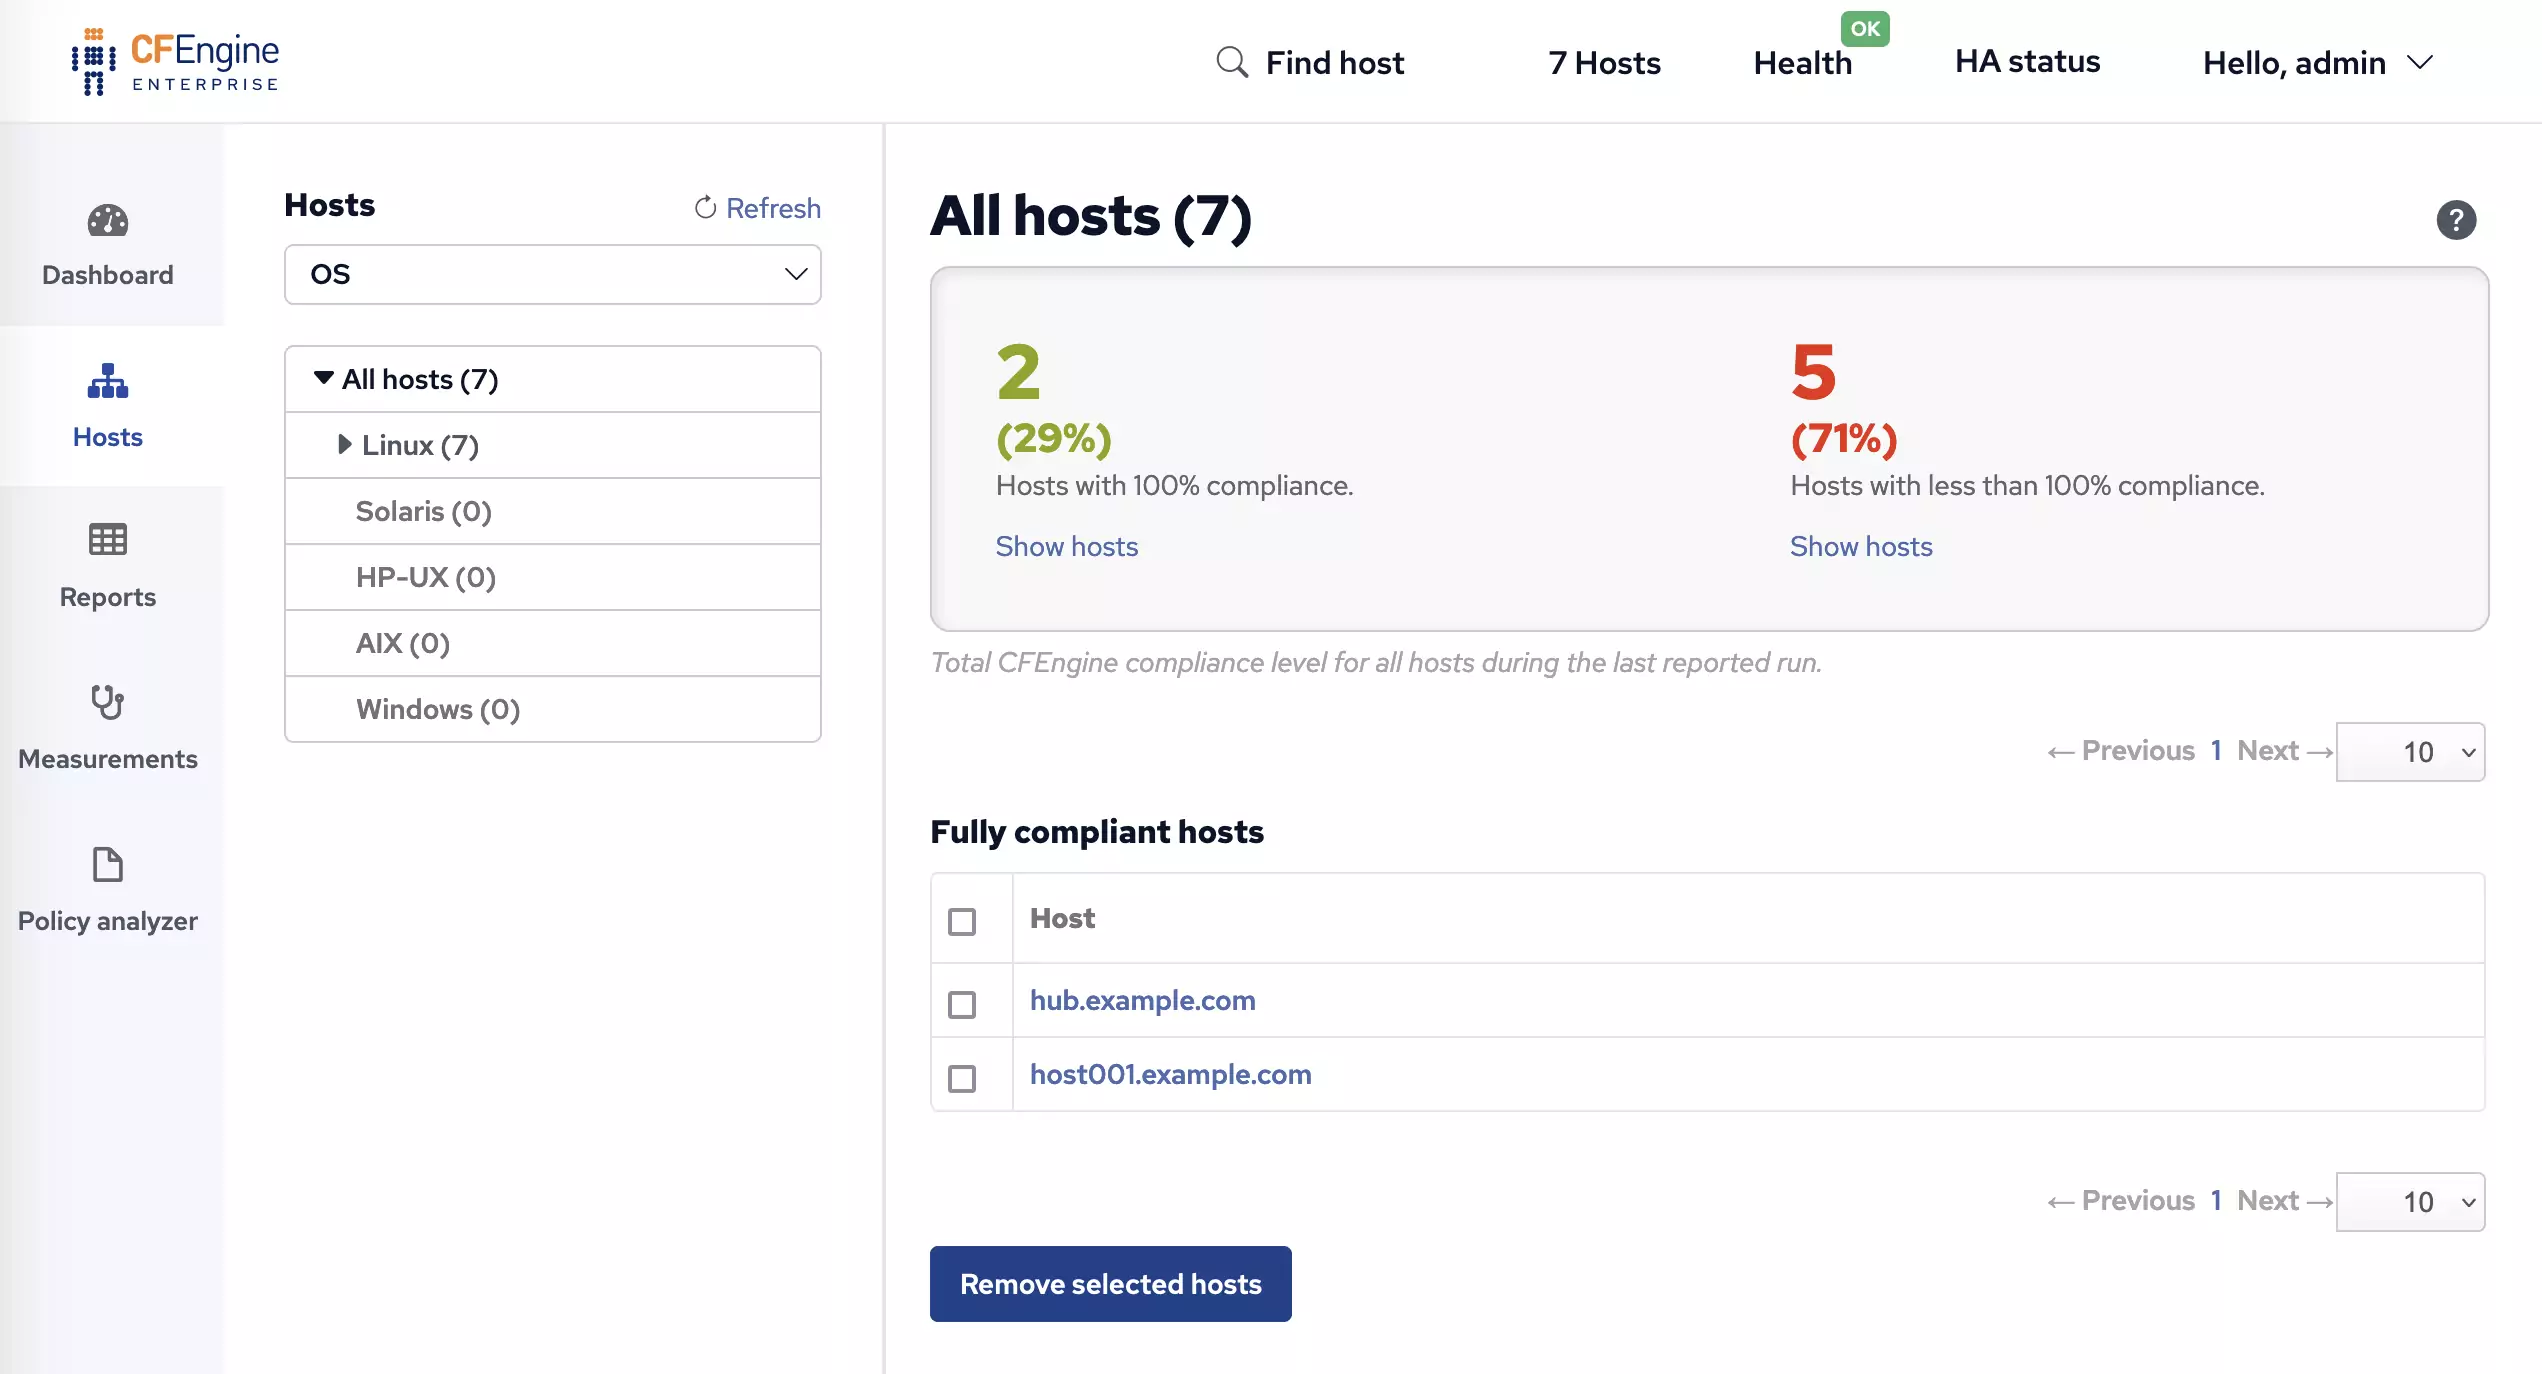 CFEngine
ENTERPRISE
Find host
7 Hosts
Health
OK
HA status
Hello, admin
Dashboard
Hosts
Reports
Measurements
Policy analyzer
Hosts
Refresh
OS
All hosts (7)
Linux (7)
Solaris (0)
HP-UX (0)
AIX (0)
Windows (0)
All hosts (7)
?
2
(29%)
Hosts with 100% compliance.
Show hosts
5
(71%)
Hosts with less than 100% compliance.
Show hosts
Total CFEngine compliance level for all hosts during the last reported run.
← Previous 1 Next → 10
Fully compliant hosts
Host
hub.example.com
host001.example.com
← Previous 1 Next → 10
Remove selected hosts